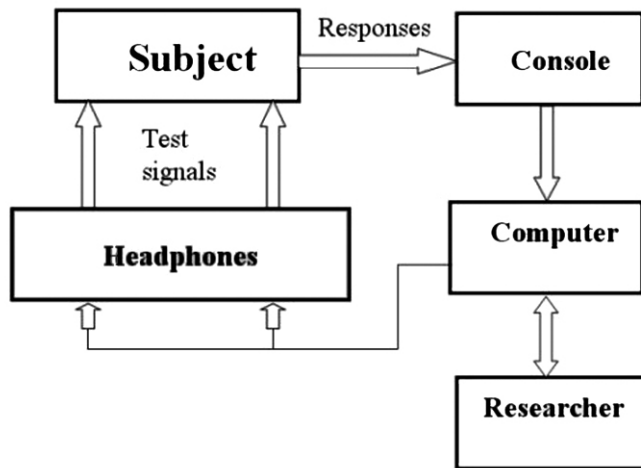 Responses
Subject
Console
Test
signals
Computer
Headphones
Researcher